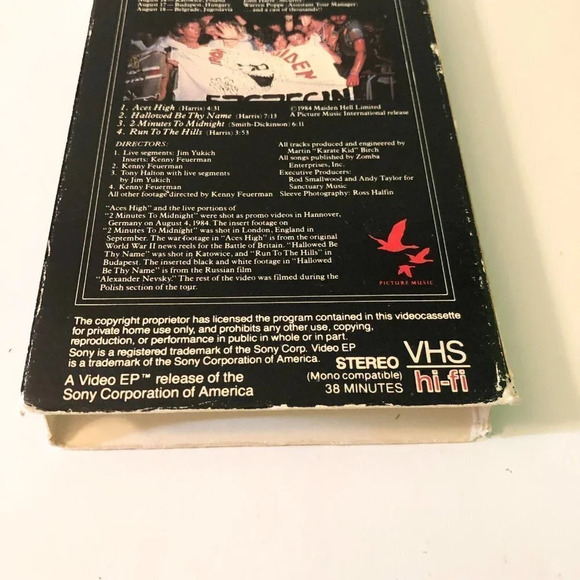 August 17 – Budapest, Hungary
August 18 – Belgrade, Jugoslavia
Warren Poppe Assistant Tour Manager:
and a cast of thousands!!
MAIDEN
1. Aces High (Harris) 4:31
2. Hallowed Be Thy Name (Harris) 7:13
3. 2 Minutes To Midnight (Smith-Dickinson) 6:11
4. Run To The Hills (Harris) 3:53
DIRECTORS:
1. Live segments: Jim Yukich
Inserts: Kenny Feuerman
2. Kenny Feuerman
3. Tony Halton with live segments
by Jim Yukich
4. Kenny Feuerman
All other footage directed by Kenny Feuerman
Ⓒ1984 Maiden Hell Limited
A Picture Music International release
All tracks produced and engineered by
Martin "Karate Kid" Birch
All songs published by Zomba
Enterprises, Inc.
Executive Producers:
Rod Smallwood and Andy Taylor for
Sanctuary Music
Sleeve Photography: Ross Halfin
"Aces High" and the live portions of
"2 Minutes To Midnight" were shot as promo videos in Hannover,
Germany on August 4, 1984. The insert footage on
"2 Minutes To Midnight" was shot in London, England in
September. The war footage in "Aces High" is from the original
World War II news reels for the Battle of Britain. "Hallowed Be
Thy Name" was shot in Katowice, and "Run To The Hills" in
Budapest. The inserted black and white footage in "Hallowed
Be Thy Name" is from the Russian film
"Alexander Nevsky." The rest of the video was filmed during the
Polish section of the tour.
PICTURE MUSIC
The copyright proprietor has licensed the program contained in this videocassette
for private home use only, and prohibits any other use, copying,
reproduction, or performance in public in whole or in part.
Sony is a registered trademark of the Sony Corp. Video EP
is a trademark of the Sony Corporation of America.
A Video EP™ release of the
Sony Corporation of America
STEREO
(Mono compatible)
38 MINUTES
VHS
hi-fi